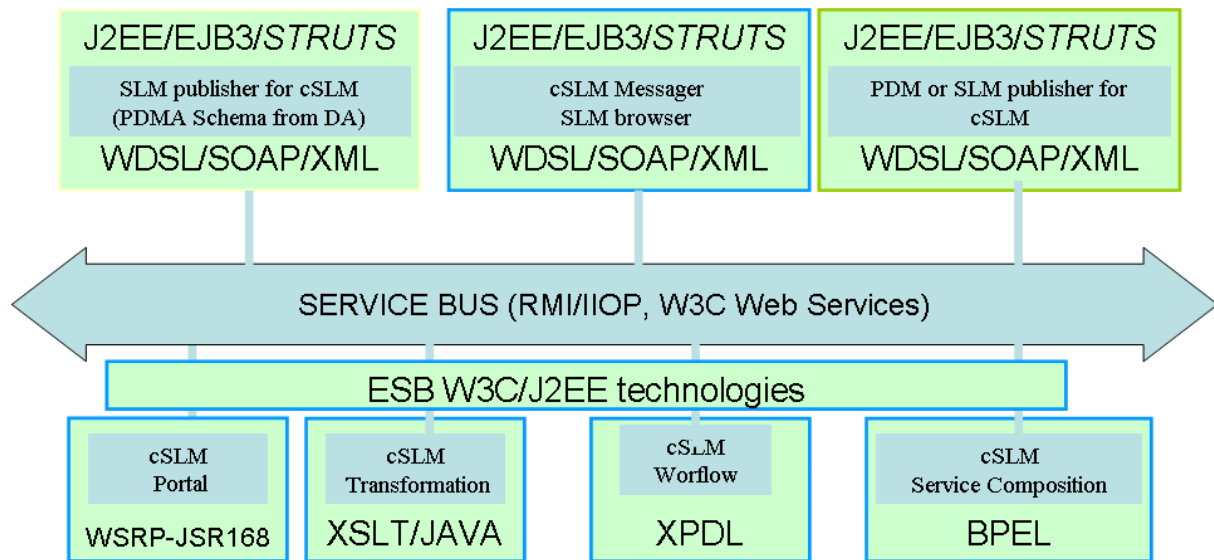 J2EE/EJB3/STRUTS
SLM publisher for cSLM
(PDMA Schema from DA)
WDSL/SOAP/XML
J2EE/EJB3/STRUTS
cSLM Messager
SLM browser
WDSL/SOAP/XML
J2EE/EJB3/STRUTS
PDM or SLM publisher for
cSLM
WDSL/SOAP/XML
SERVICE BUS (RMI/IIOP, W3C Web Services)
ESB W3C/J2EE technologies
cSLM
Portal
WSRP-JSR168
cSLM
Transformation
XSLT/JAVA
cSLM
Worflow
XPDL
cSLM
Service Composition
BPEL